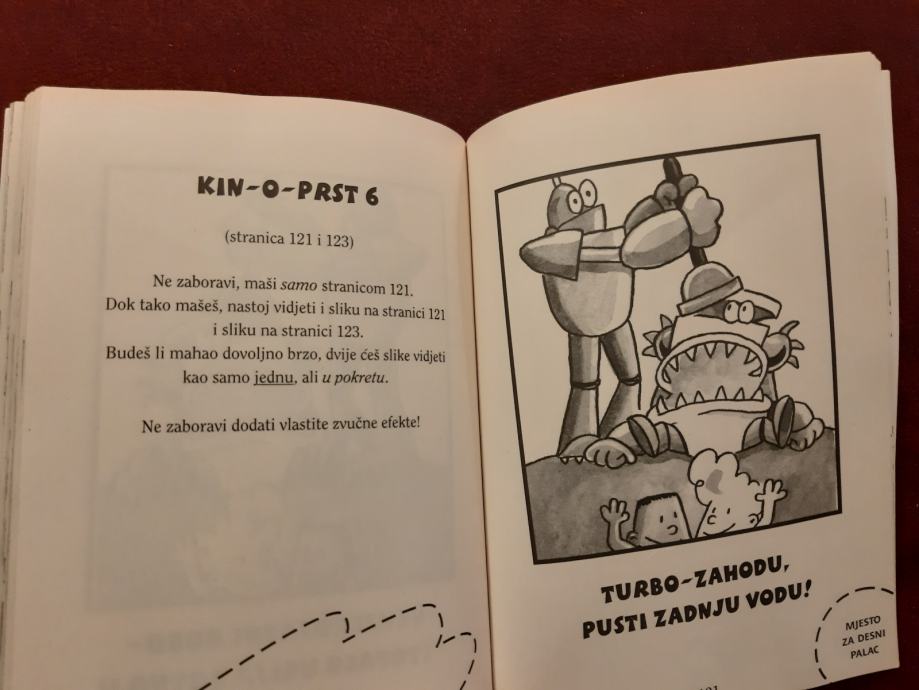 KIN-O-PRST 6
(stranica 121 i 123)
Ne zaboravi, maši samo stranicom 121.
Dok tako mašeš, nastoj vidjeti i sliku na stranici 121
i sliku na stranici 123.
Budeš li mahao dovoljno brzo, dvije ćeš slike vidjeti
kao samo jednu, ali u pokretu.
Ne zaboravi dodati vlastite zvučne efekte!
TURBO-ZAHODU,
PUSTI ZADNJU VODU!
MJESTO
ZA DESNI
PALAC